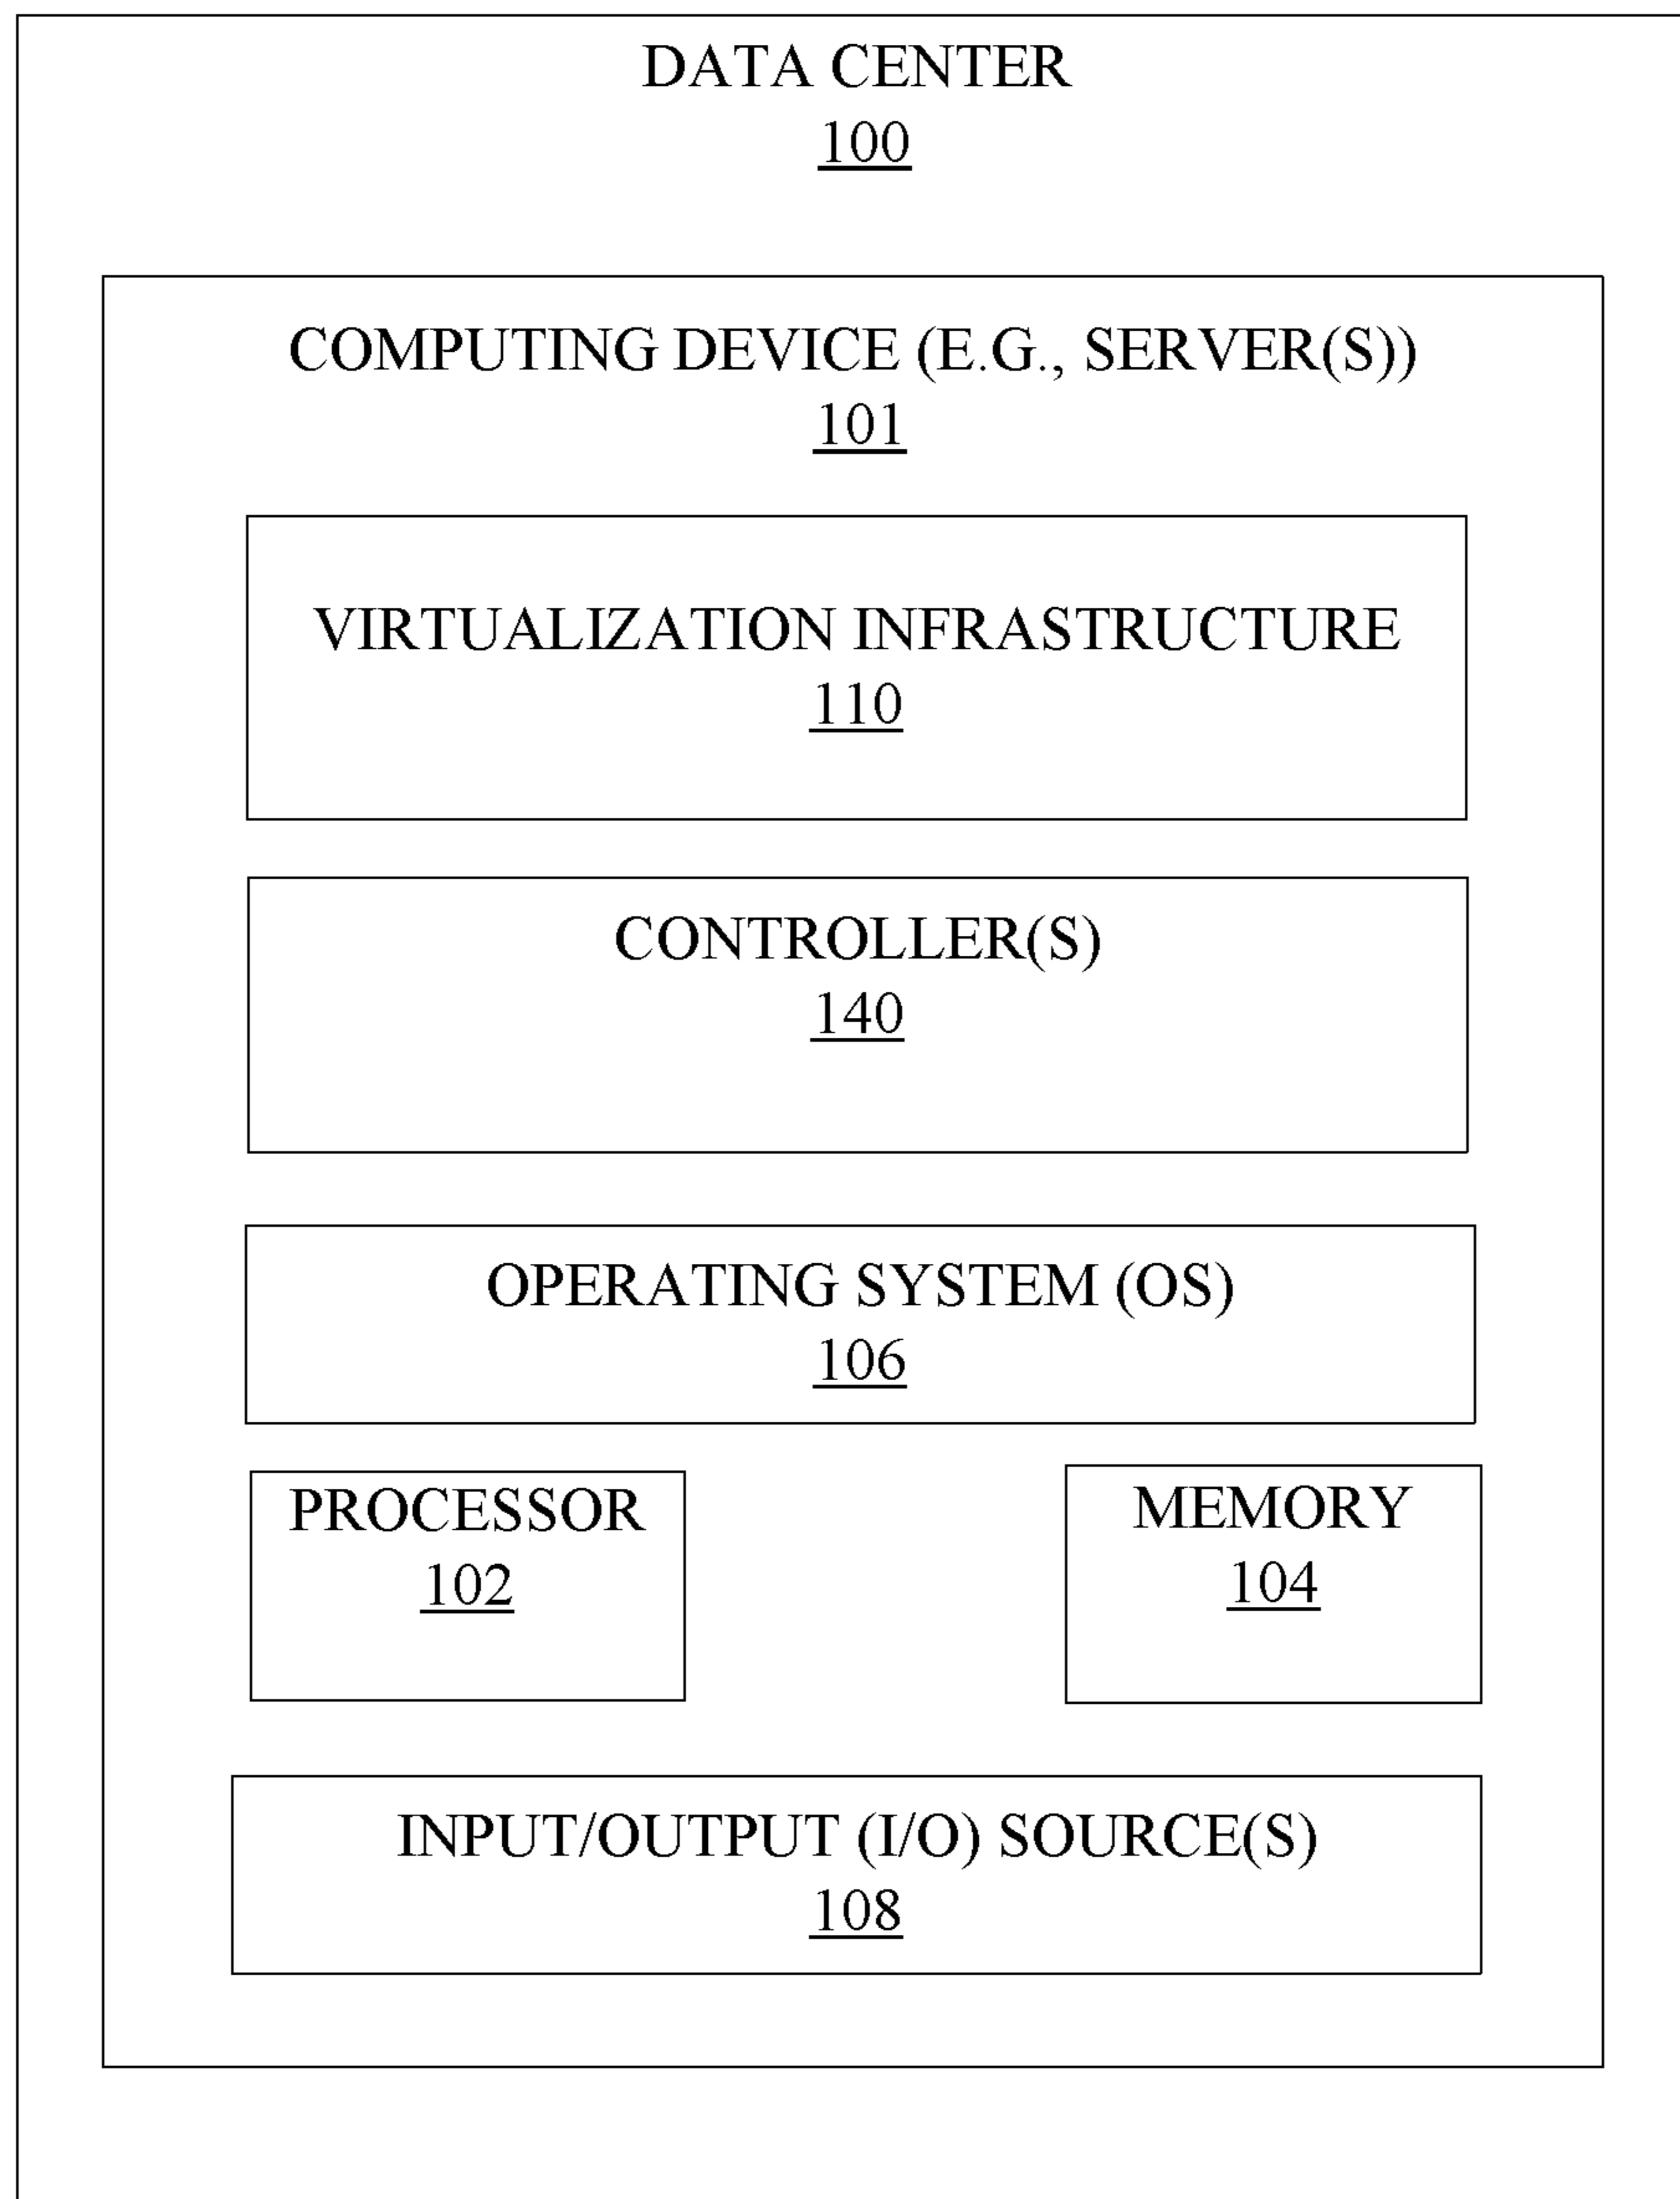 DATA CENTER
100
COMPUTING DEVICE (E.G., SERVER(S))
101
VIRTUALIZATION INFRASTRUCTURE
110
CONTROLLER(S)
140
OPERATING SYSTEM (OS)
106
PROCESSOR
102
MEMORY
104
INPUT/OUTPUT (I/O) SOURCE(S)
108